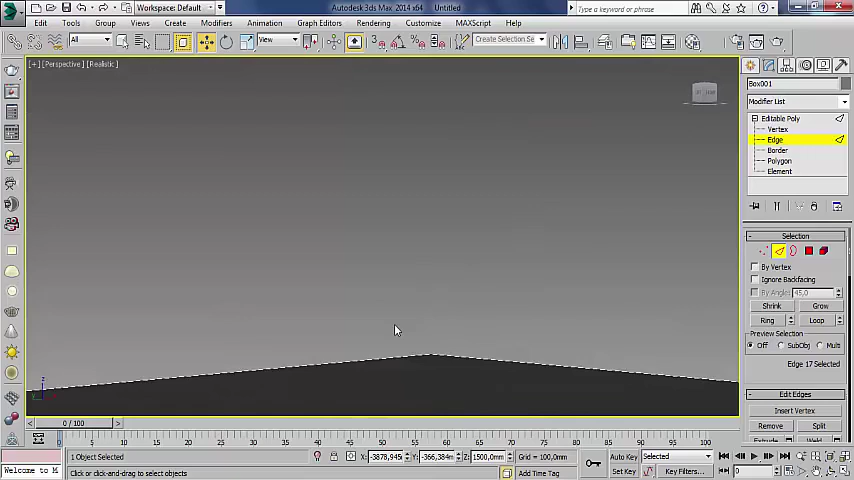 Workspace: Default
Autodesk 3ds Max 2014 x64
Untitled
Type a keyword or phrase
Edit Tools Group Views Create Modifiers Animation Graph Editors Rendering Customize MAXScript Help
All
View
Create Selection Se
[+] [Perspective] [Realistic]
Box001
Modifier List
Editable Poly
Vertex
Edge
Border
Polygon
Element
Selection
By Vertex
Ignore Backfacing
By Angle: 45,0
Shrink Grow
Ring Loop
Preview Selection
Off SubObj Multi
Edge 17 Selected
Edit Edges
Insert Vertex
Remove Split
Extrude Weld
z
0 / 100
0 5 10 15 20 25 30 35 40 45 50 55 60 65 70 75 80 85 90 95 100
1 Object Selected
X: -3878,945m Y: -366,384m Z: 1500,0mm Grid = 100,0mm
Auto Key Selected
Welcome to M
Click or click-and-drag to select objects
Add Time Tag
Set Key Key Filters... 0